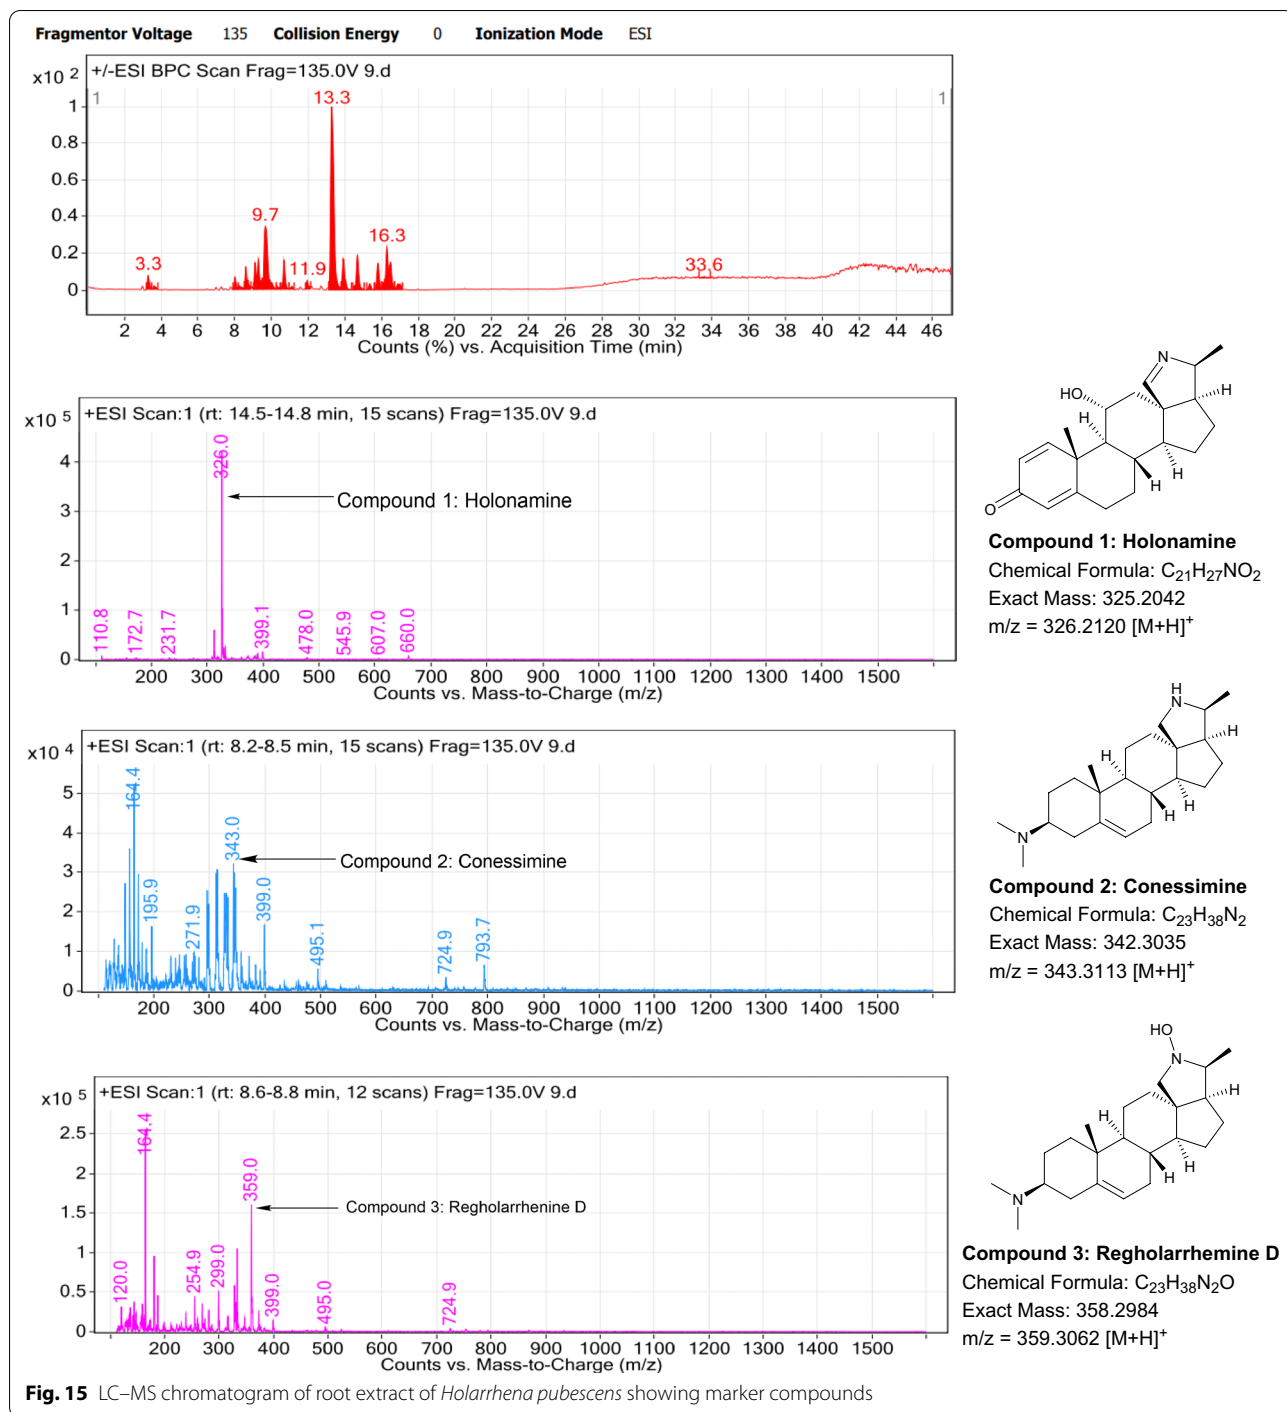 Fragmentor Voltage 135 Collision Energy 0 Ionization Mode ESI
x10 2
+/-ESI BPC Scan Frag=135.0V 9.d
1
1
1
0.8
0.6
0.4
0.2
0
3.3
9.7
11.9
13.3
16.3
33.6
2 4 6 8 10 12 14 16 18 20 22 24 26 28 30 32 34 36 38 40 42 44 46
Counts (%) vs. Acquisition Time (min)
x10 5
+ESI Scan:1 (rt: 14.5-14.8 min, 15 scans) Frag=135.0V 9.d
4
3
2
1
0
326.0
Compound 1: Holonamine
110.8
172.7
231.7
399.1
478.0
545.9
607.0
660.0
200 300 400 500 600 700 800 900 1000 1100 1200 1300 1400 1500
Counts vs. Mass-to-Charge (m/z)
N
HO
H
H
H
H
O
Compound 1: Holonamine
Chemical Formula: C21H27NO2
Exact Mass: 325.2042
m/z = 326.2120 [M+H]+
x10 4
+ESI Scan:1 (rt: 8.2-8.5 min, 15 scans) Frag=135.0V 9.d
5
4
3
2
1
0
164.4
195.9
271.9
343.0
Compound 2: Conessimine
399.0
495.1
724.9
793.7
200 300 400 500 600 700 800 900 1000 1100 1200 1300 1400 1500
Counts vs. Mass-to-Charge (m/z)
H
N
H
H
H
H
N
Compound 2: Conessimine
Chemical Formula: C23H38N2
Exact Mass: 342.3035
m/z = 343.3113 [M+H]+
x10 5
+ESI Scan:1 (rt: 8.6-8.8 min, 12 scans) Frag=135.0V 9.d
2.5
2
1.5
1
0.5
0
120.0
164.4
254.9
299.0
359.0
Compound 3: Regholarrhenine D
399.0
495.0
724.9
200 300 400 500 600 700 800 900 1000 1100 1200 1300 1400 1500
Counts vs. Mass-to-Charge (m/z)
HO
N
H
H
H
H
N
Compound 3: Regholarrhemine D
Chemical Formula: C23H38N2O
Exact Mass: 358.2984
m/z = 359.3062 [M+H]+
Fig. 15 LC–MS chromatogram of root extract of Holarrhena pubescens showing marker compounds